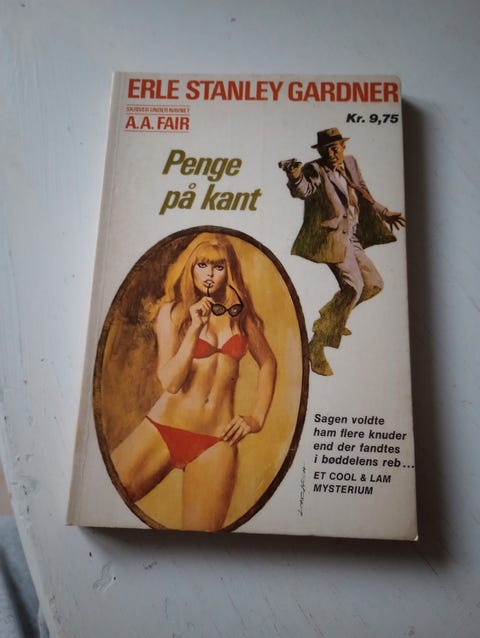 ERLE STANLEY GARDNER
SKRIVER UNDER NAVNET
A.A. FAIR
Kr. 9,75
Penge
på kant
Sagen voldte
ham flere knuder
end der fandtes
i bøddelens reb...
ET COOL & LAM
MYSTERIUM